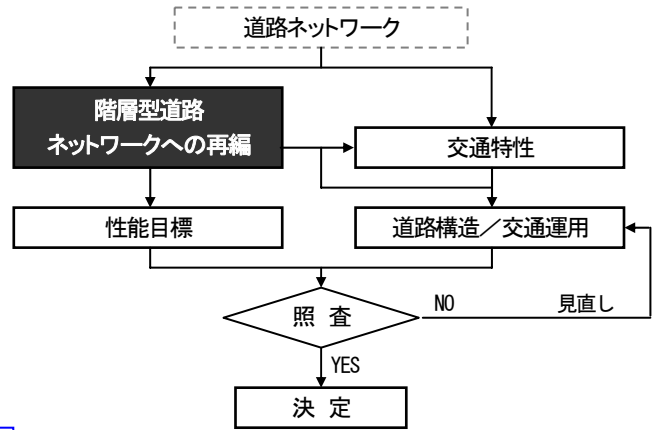 道路ネットワーク
階層型道路
ネットワークへの再編
交通特性
性能目標
道路構造／交通運用
照 査
NO
見直し
YES
決 定